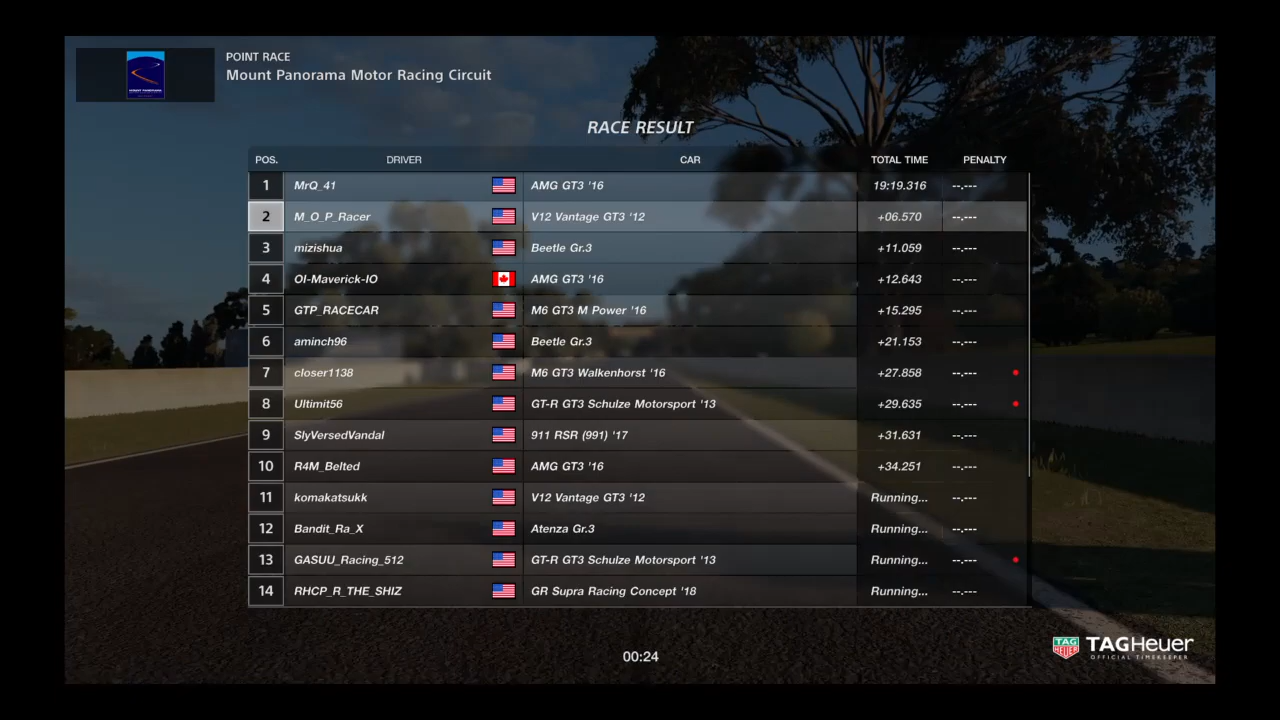 POINT RACE
Mount Panorama Motor Racing Circuit
RACE RESULT
POS. DRIVER CAR TOTAL TIME PENALTY
1 MrQ_41 AMG GT3 '16 19:19.316 --.---
2 M_O_P_Racer V12 Vantage GT3 '12 +06.570 --.---
3 mizishua Beetle Gr.3 +11.059 --.---
4 OI-Maverick-IO AMG GT3 '16 +12.643 --.---
5 GTP_RACECAR M6 GT3 M Power '16 +15.295 --.---
6 aminch96 Beetle Gr.3 +21.153 --.---
7 closer1138 M6 GT3 Walkenhorst '16 +27.858 --.---
8 Ultimit56 GT-R GT3 Schulze Motorsport '13 +29.635 --.---
9 SlyVersedVandal 911 RSR (991) '17 +31.631 --.---
10 R4M_Belted AMG GT3 '16 +34.251 --.---
11 komakatsukk V12 Vantage GT3 '12 Running... --.---
12 Bandit_Ra_X Atenza Gr.3 Running... --.---
13 GASUU_Racing_512 GT-R GT3 Schulze Motorsport '13 Running... --.---
14 RHCP_R_THE_SHIZ GR Supra Racing Concept '18 Running... --.---
TAG HEUER TAGHeuer
OFFICIAL TIMEKEEPER
00:24